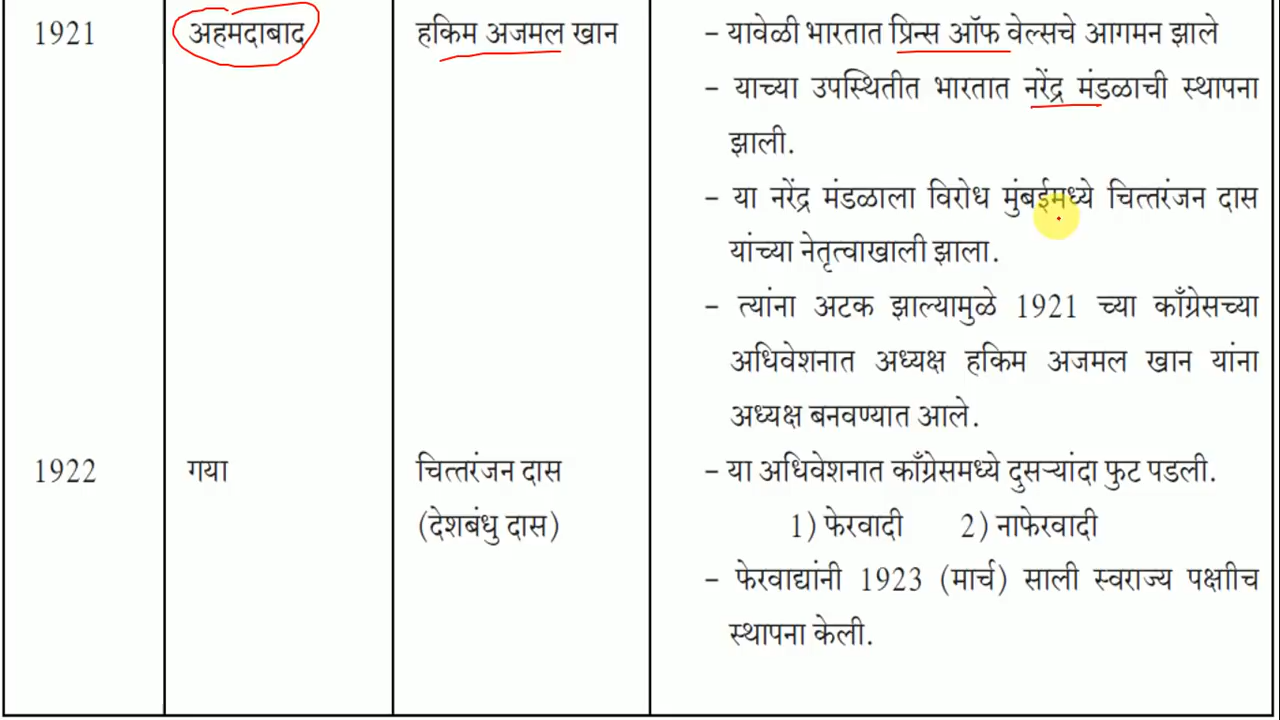 1921 अहमदाबाद हकिम अजमल खान – यावेळी भारतात प्रिन्स ऑफ वेल्सचे आगमन झाले
– याच्या उपस्थितीत भारतात नरेंद्र मंडळाची स्थापना
झाली.
– या नरेंद्र मंडळाला विरोध मुंबईमध्ये चित्तरंजन दास
यांच्या नेतृत्वाखाली झाला.
– त्यांना अटक झाल्यामुळे 1921 च्या काँग्रेसच्या
अधिवेशनात अध्यक्ष हकिम अजमल खान यांना
अध्यक्ष बनवण्यात आले.
1922 गया चित्तरंजन दास – या अधिवेशनात काँग्रेसमध्ये दुसऱ्यांदा फुट पडली.
(देशबंधु दास) 1) फेरवादी 2) नाफेरवादी
– फेरवाद्यांनी 1923 (मार्च) साली स्वराज्य पक्षाीच
स्थापना केली.